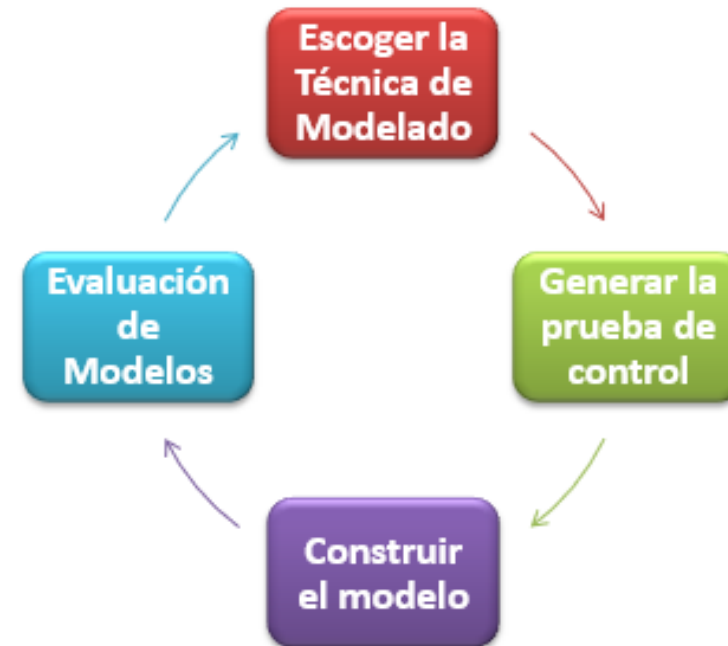 Escoger la
Técnica de
Modelado
Evaluación
de
Modelos
Generar la
prueba de
control
Construir
el modelo